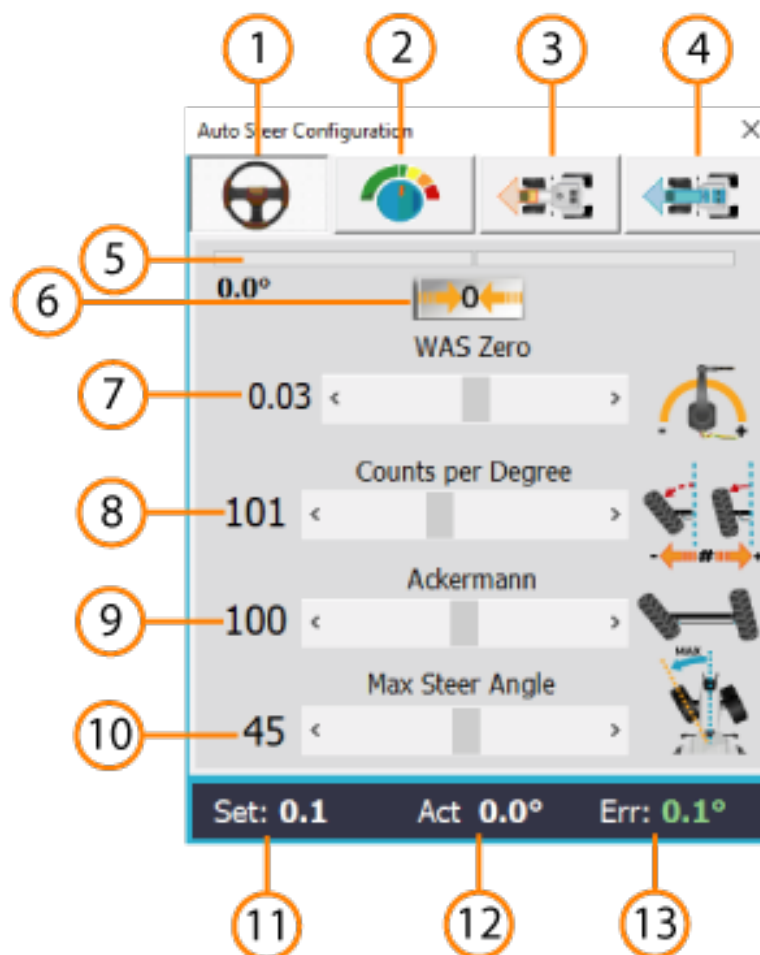 1 2 3 4
Auto Steer Configuration
5
0.0°
6
0
WAS Zero
7
0.03 < >
- +
Counts per Degree
8
101 < >
- # +
Ackermann
9
100 < >
Max Steer Angle
MAX
10
45 < >
Set: 0.1 Act 0.0° Err: 0.1°
11 12 13